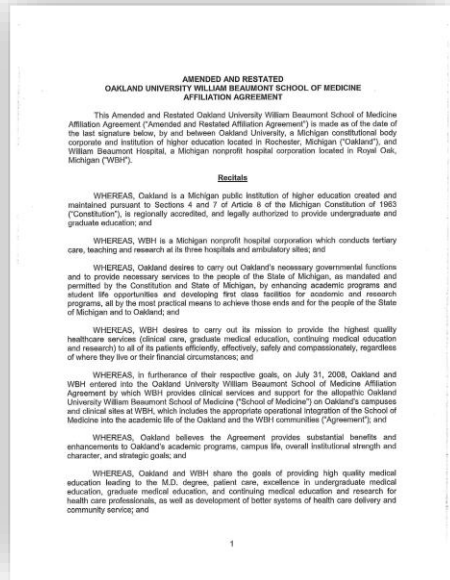 AMENDED AND RESTATED
OAKLAND UNIVERSITY WILLIAM BEAUMONT SCHOOL OF MEDICINE
AFFILIATION AGREEMENT
This Amended and Restated Oakland University William Beaumont School of Medicine
Affiliation Agreement ("Amended and Restated Affiliation Agreement") is made as of the date of
the last signature below, by and between Oakland University, a Michigan constitutional body
corporate and institution of higher education located in Rochester, Michigan ("Oakland"), and
William Beaumont Hospital, a Michigan nonprofit hospital corporation located in Royal Oak,
Michigan ("WBH").
Recitals
WHEREAS, Oakland is a Michigan public institution of higher education created and
maintained pursuant to Sections 4 and 7 of Article 8 of the Michigan Constitution of 1963
("Constitution"), is regionally accredited, and legally authorized to provide undergraduate and
graduate education; and
WHEREAS, WBH is a Michigan nonprofit hospital corporation which conducts tertiary
care, teaching and research at its three hospitals and ambulatory sites; and
WHEREAS, Oakland desires to carry out Oakland's necessary governmental functions
and to provide necessary services to the people of the State of Michigan, as mandated and
permitted by the Constitution and State of Michigan, by enhancing academic programs and
student life opportunities and developing first class facilities for academic and research
programs, all by the most practical means to achieve those ends and for the people of the State
of Michigan and to Oakland; and
WHEREAS, WBH desires to carry out its mission to provide the highest quality
healthcare services (clinical care, graduate medical education, continuing medical education
and research) to all of its patients efficiently, effectively, safely and compassionately, regardless
of where they live or their financial circumstances; and
WHEREAS, in furtherance of their respective goals, on July 31, 2008, Oakland and
WBH entered into the Oakland University William Beaumont School of Medicine Affiliation
Agreement by which WBH provides clinical services and support for the allopathic Oakland
University William Beaumont School of Medicine ("School of Medicine") on Oakland's campuses
and clinical sites at WBH, which includes the appropriate operational integration of the School of
Medicine into the academic life of the Oakland and the WBH communities ("Agreement"); and
WHEREAS, Oakland believes the Agreement provides substantial benefits and
enhancements to Oakland's academic programs, campus life, overall institutional strength and
character, and strategic goals; and
WHEREAS, Oakland and WBH share the goals of providing high quality medical
education leading to the M.D. degree, patient care, excellence in undergraduate medical
education, graduate medical education, and continuing medical education and research for
health care professionals, as well as development of better systems of health care delivery and
community service; and
1